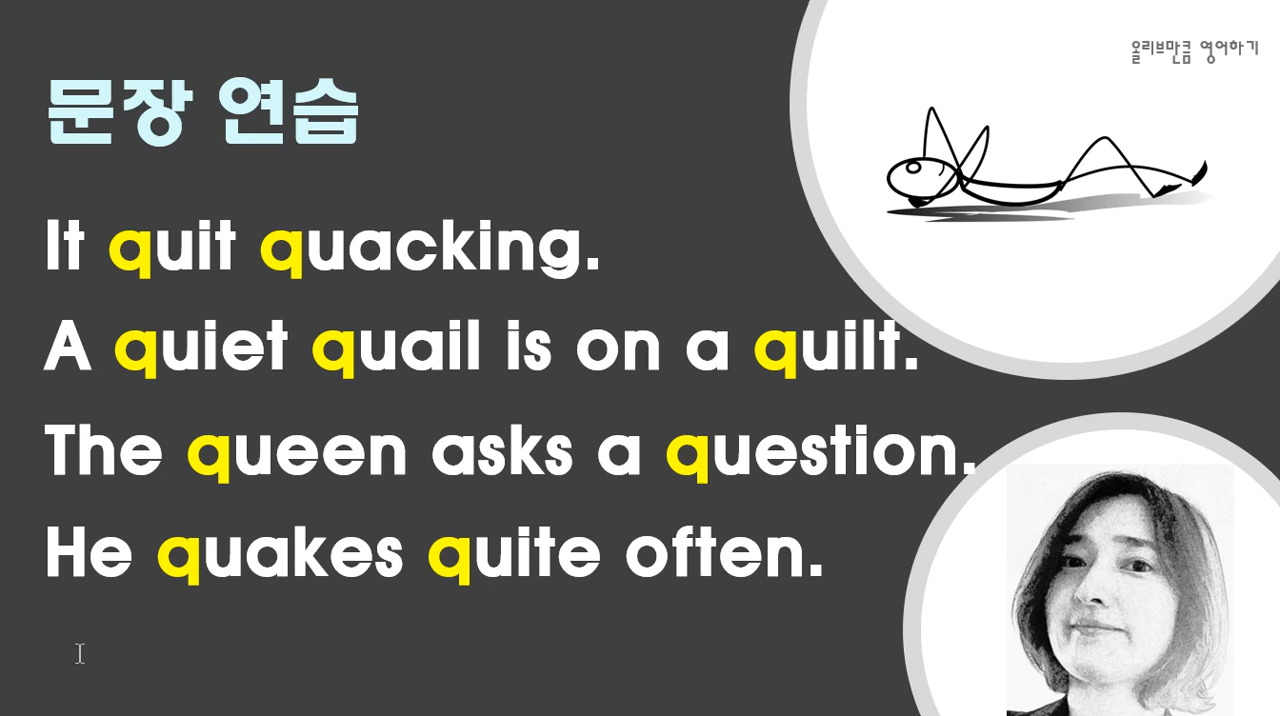 올리브만큼 영어하기
문장 연습
It quit quacking.
A quiet quail is on a quilt.
The queen asks a question.
He quakes quite often.